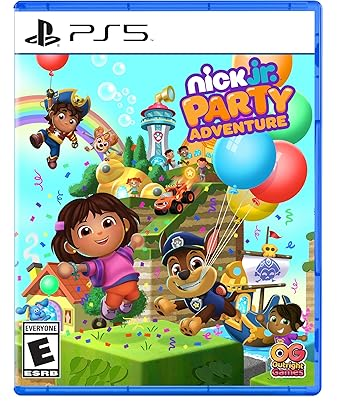 PS5
nick jr.
PARTY
ADVENTURE
EVERYONE
E
ESRB
OG
Outright
Games